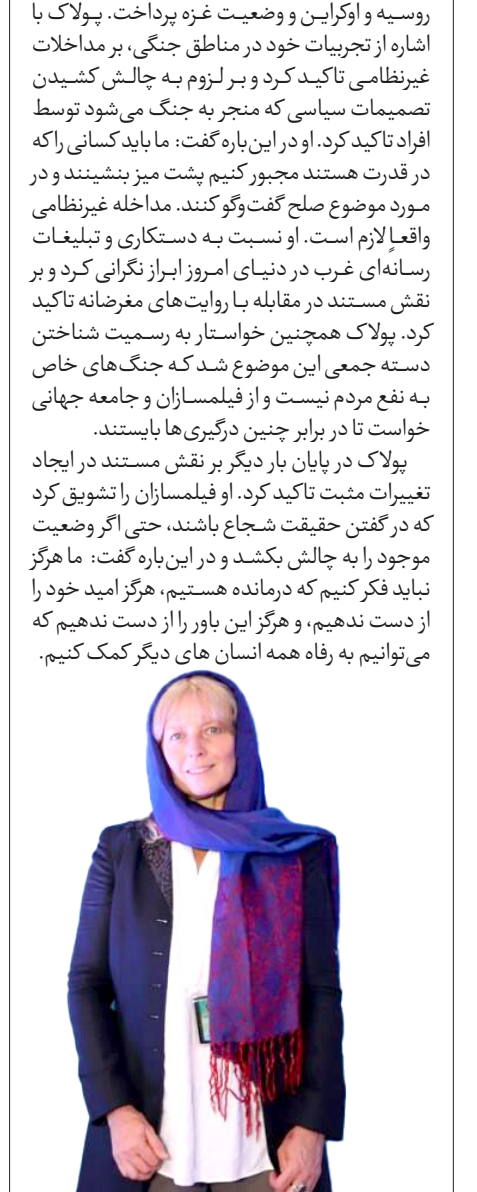 روسیه و اوکراین و وضعیت غزه پرداخت. پولاک با
اشاره از تجربیات خود در مناطق جنگی، بر مداخلات
غیرنظامی تاکید کرد و بر لزوم به چالش کشیدن
تصمیمات سیاسی که منجر به جنگ می‌شود توسط
افراد تاکید کرد. او در این‌باره گفت: ما باید کسانی را که
در قدرت هستند مجبور کنیم پشت میز بنشینند و در
مورد موضوع صلح گفت‌وگو کنند. مداخله غیرنظامی
واقعاٍ لازم است. او نسبت به دستکاری و تبلیغات
رسانه‌ای غرب در دنیای امروز ابراز نگرانی کرد و بر
نقش مستند در مقابله با روایت‌های مغرضانه تاکید
کرد. پولاک همچنین خواستار به رسمیت شناختن
دسته جمعی این موضوع شد که جنگ‌های خاص
به نفع مردم نیست و از فیلمسازان و جامعه جهانی
خواست تا در برابر چنین درگیری‌ها بایستند.
پولاک در پایان بار دیگر بر نقش مستند در ایجاد
تغییرات مثبت تاکید کرد. او فیلمسازان را تشویق کرد
که در گفتن حقیقت شجاع باشند، حتی اگر وضعیت
موجود را به چالش بکشد و در این‌باره گفت: ما هرگز
نباید فکر کنیم که درمانده هستیم، هرگز امید خود را
از دست ندهیم، و هرگز این باور را از دست ندهیم که
می‌توانیم به رفاه همه انسان های دیگر کمک کنیم.